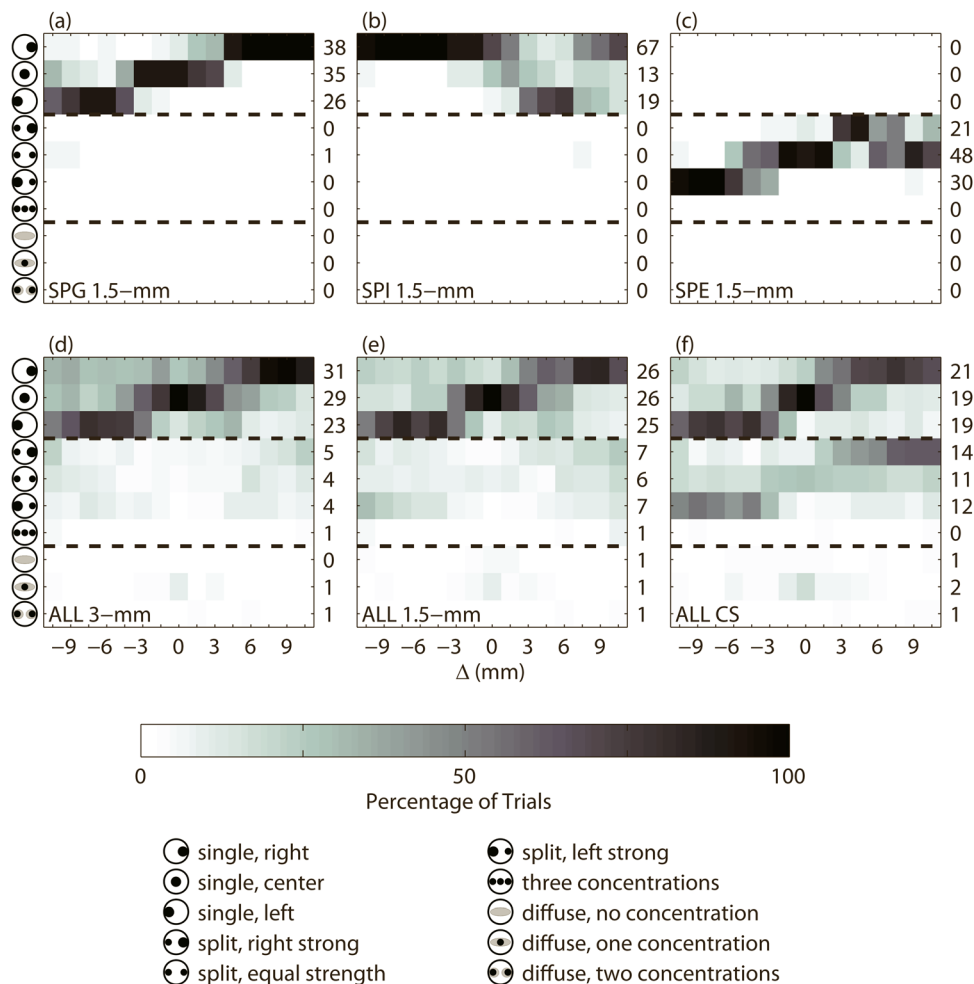 (a)
(b)
(c)
38
35
26
0
1
0
0
0
0
0
SPG 1.5−mm
67
13
19
0
0
0
0
0
0
0
SPI 1.5−mm
0
0
0
21
48
30
0
0
0
0
SPE 1.5−mm
(d)
(e)
(f)
31
29
23
5
4
4
1
0
1
1
ALL 3−mm
26
26
25
7
6
7
1
1
1
1
ALL 1.5−mm
21
19
19
14
11
12
0
1
2
1
ALL CS
−9 −6 −3 0 3 6 9
−9 −6 −3 0 3 6 9
−9 −6 −3 0 3 6 9
Δ (mm)
0 50 100
Percentage of Trials
single, right
single, center
single, left
split, right strong
split, equal strength
split, left strong
three concentrations
diffuse, no concentration
diffuse, one concentration
diffuse, two concentrations